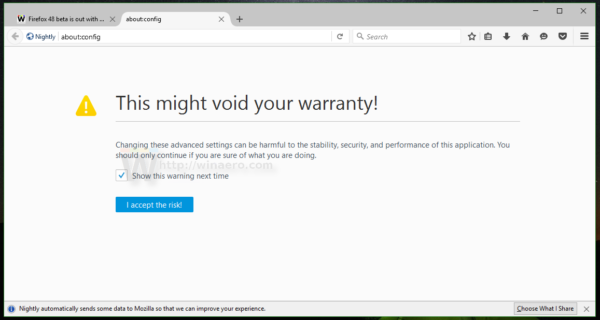 W Firefox 48 beta is out with ...
about:config
Nightly about:config
Search
This might void your warranty!
Changing these advanced settings can be harmful to the stability, security, and performance of this application. You
should only continue if you are sure of what you are doing.
W http://winaero.com
Show this warning next time
I accept the risk!
Nightly automatically sends some data to Mozilla so that we can improve your experience.
Choose What I Share